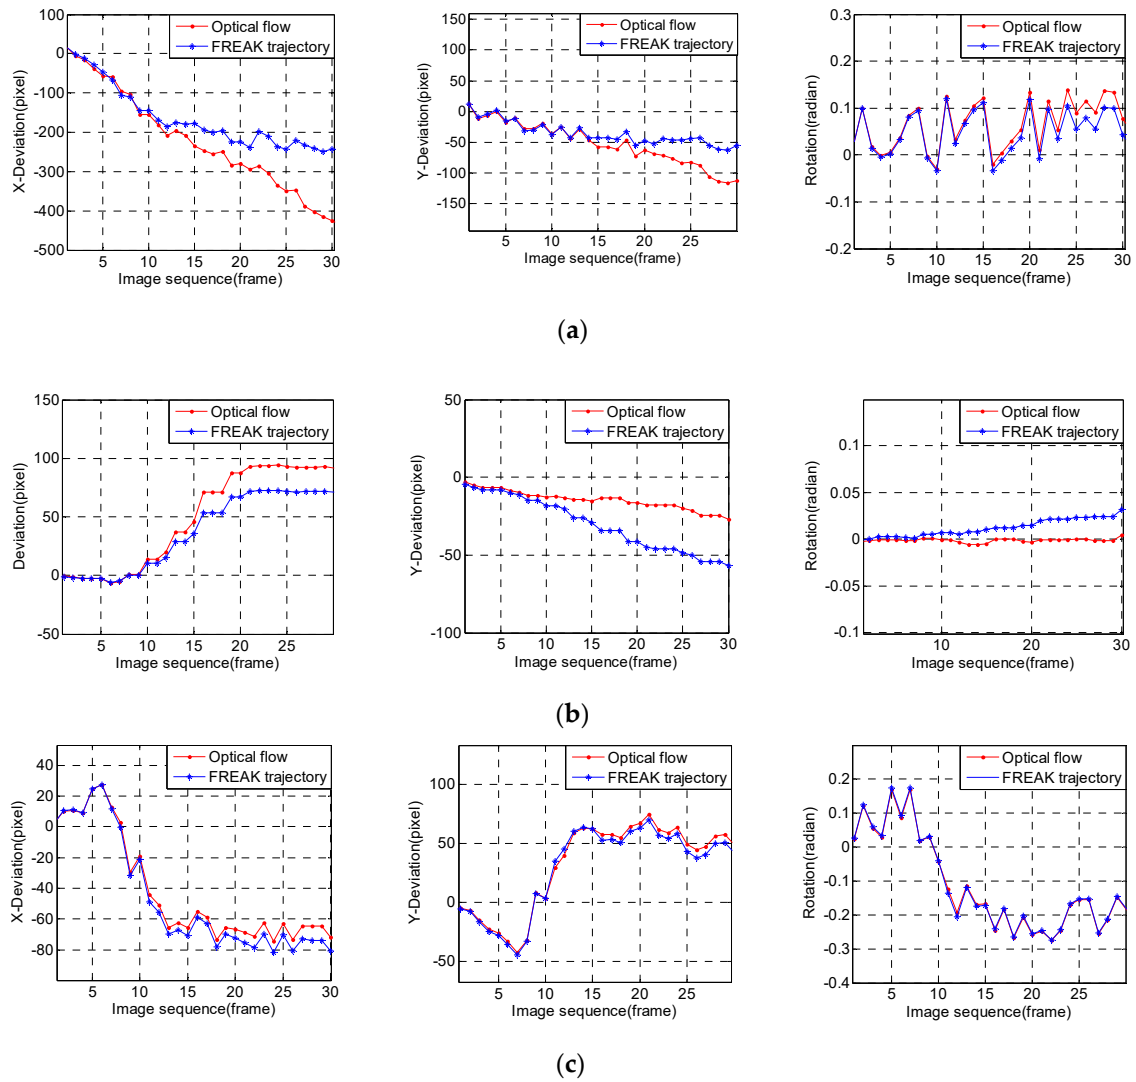 100
0
-100
-200
-300
-400
-500
X-Deviation(pixel)
5
10
15
20
25
30
Image sequence(frame)
Optical flow
FREAK trajectory
150
100
50
0
-50
-100
-150
Y-Deviation(pixel)
5
10
15
20
25
Image sequence(frame)
Optical flow
FREAK trajectory
0.3
0.2
0.1
0
-0.1
-0.2
Rotation(radian)
5
10
15
20
25
30
Image sequence(frame)
Optical flow
FREAK trajectory
(a)
150
100
50
0
-50
Deviation(pixel)
5
10
15
20
25
Image sequence(frame)
Optical flow
FREAK trajectory
50
0
-50
-100
Y-Deviation(pixel)
5
10
15
20
25
30
Image sequence(frame)
Optical flow
FREAK trajectory
0.1
0.05
0
-0.05
-0.1
Rotation(radian)
10
20
30
Image sequence(frame)
Optical flow
FREAK trajectory
(b)
40
20
0
-20
-40
-60
-80
X-Deviation(pixel)
5
10
15
20
25
30
Image sequence(frame)
Optical flow
FREAK trajectory
100
50
0
-50
Y-Deviation(pixel)
5
10
15
20
25
Image sequence(frame)
Optical flow
FREAK trajectory
0.2
0.1
0
-0.1
-0.2
-0.3
-0.4
Rotation(radian)
5
10
15
20
25
Image sequence(frame)
Optical flow
FREAK trajectory
(c)